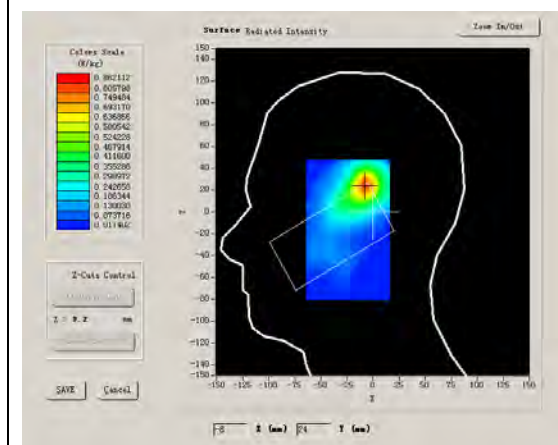 Surface Radiated Intensity
Zoom In/Out
Colors Scale
(W/kg)
0.862112
0.805798
0.749484
0.693170
0.636856
0.580542
0.524228
0.467914
0.411600
0.355286
0.298972
0.242658
0.186344
0.130030
0.073716
0.017402
150
140
120
100
80
60
40
20
0
-20
-40
-60
-80
-100
-120
-140
-150
-150 -125 -100 -75 -50 -25 0 25 50 75 100 125 150
Y
X
Z-Cuts Control
Z = mm
SAVE
Cancel
-8 X (mm) 24 Y (mm)